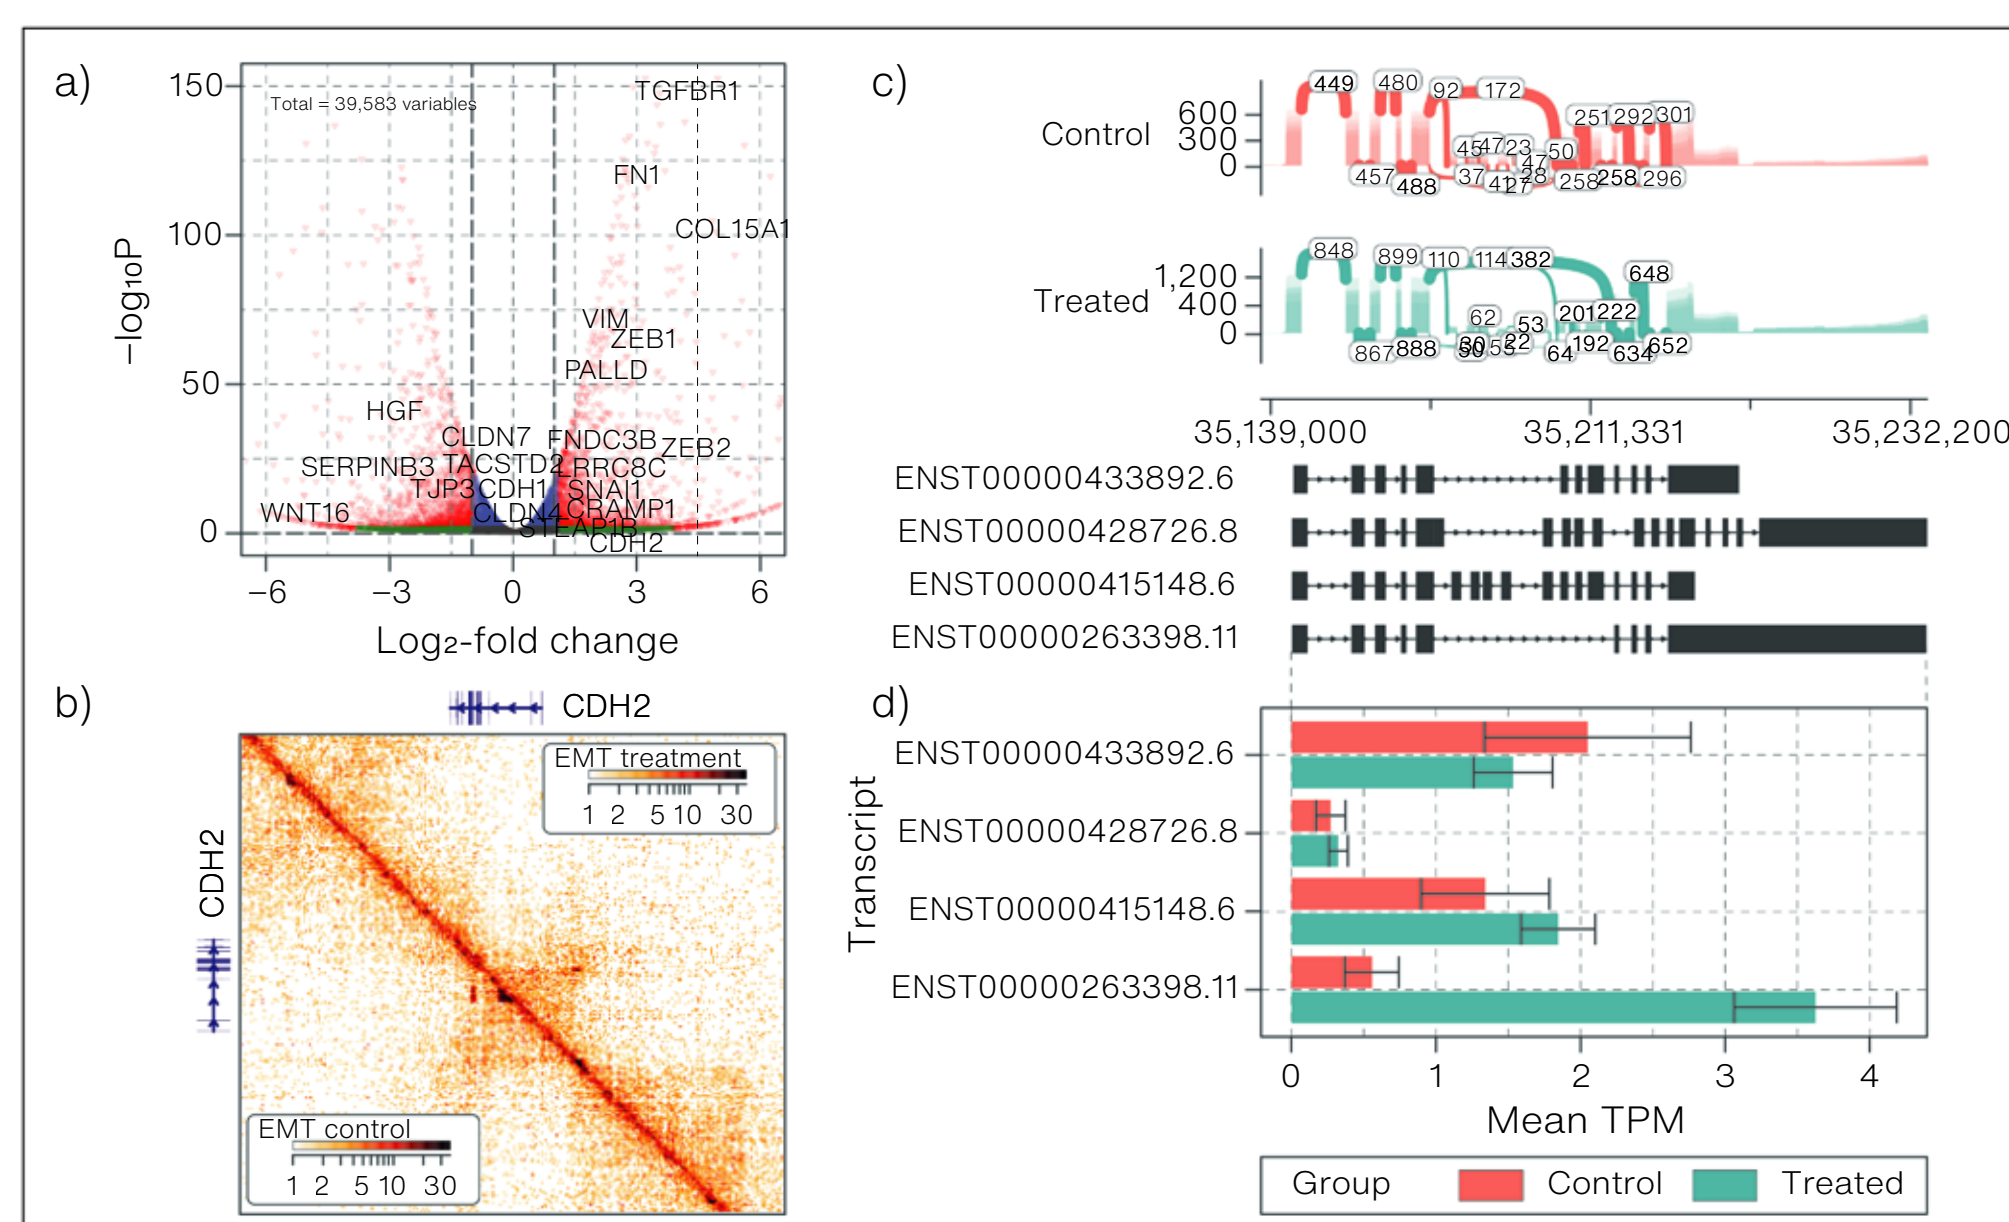 a)
150
100
50
0
−log₁₀P
Total = 39,583 variables
TGFBR1
FN1
COL15A1
VIM
ZEB1
PALLD
HGF
CLDN7
FNDC3B
ZEB2
SERPINB3
TACSTD2
LRRC8C
TJP3
CDH1
SNAI1
WNT16
CLDN4
CRAMP1
STEAP1B
CDH2
−6 −3 0 3 6
Log₂-fold change
b)
CDH2
CDH2
EMT treatment
1 2 5 10 30
EMT control
1 2 5 10 30
c)
Control
600
300
0
449 480 92 172
251 292 301
45 47 23 50
47
457 488 37 41 27 28 258 258 296
Treated
1,200
400
0
848 899 110 114 382
648
62 53 201 222
867 888 50 55 22 64 192 634 652
35,139,000 35,211,331 35,232,200
ENST00000433892.6
ENST00000428726.8
ENST00000415148.6
ENST00000263398.11
d)
Transcript
ENST00000433892.6
ENST00000428726.8
ENST00000415148.6
ENST00000263398.11
0 1 2 3 4
Mean TPM
Group Control Treated